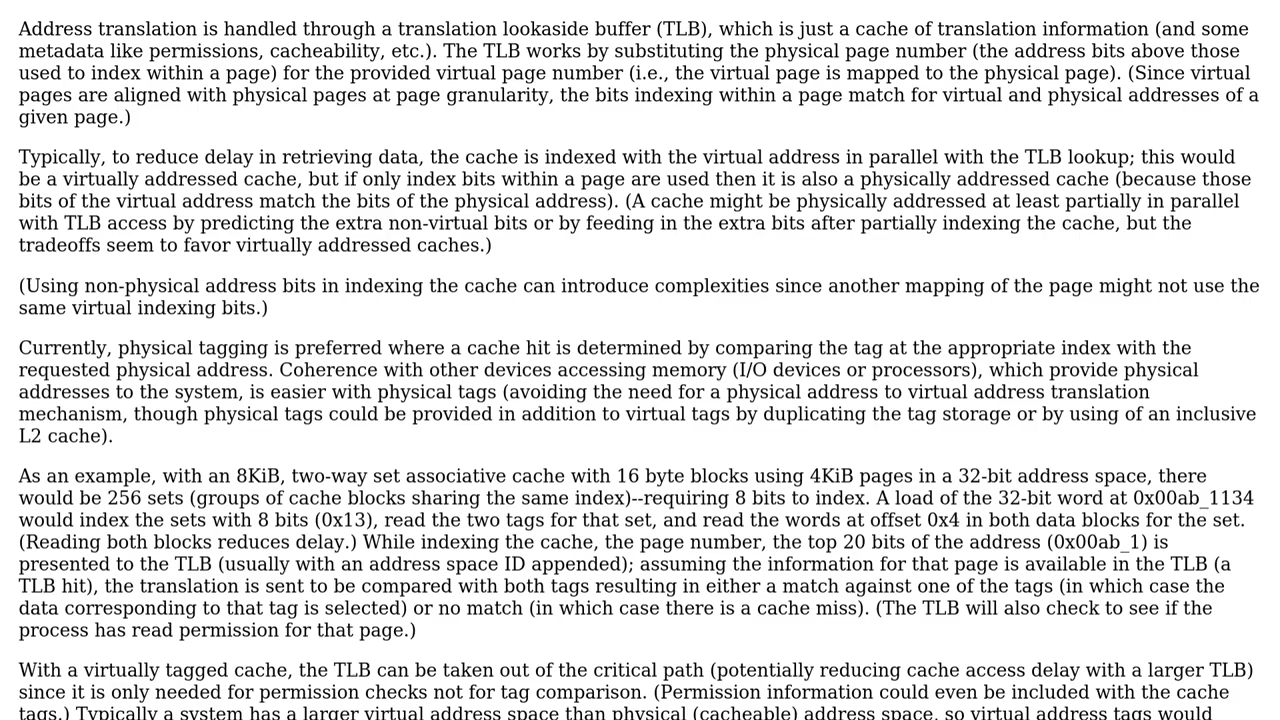 Address translation is handled through a translation lookaside buffer (TLB), which is just a cache of translation information (and some
metadata like permissions, cacheability, etc.). The TLB works by substituting the physical page number (the address bits above those
used to index within a page) for the provided virtual page number (i.e., the virtual page is mapped to the physical page). (Since virtual
pages are aligned with physical pages at page granularity, the bits indexing within a page match for virtual and physical addresses of a
given page.)
Typically, to reduce delay in retrieving data, the cache is indexed with the virtual address in parallel with the TLB lookup; this would
be a virtually addressed cache, but if only index bits within a page are used then it is also a physically addressed cache (because those
bits of the virtual address match the bits of the physical address). (A cache might be physically addressed at least partially in parallel
with TLB access by predicting the extra non-virtual bits or by feeding in the extra bits after partially indexing the cache, but the
tradeoffs seem to favor virtually addressed caches.)
(Using non-physical address bits in indexing the cache can introduce complexities since another mapping of the page might not use the
same virtual indexing bits.)
Currently, physical tagging is preferred where a cache hit is determined by comparing the tag at the appropriate index with the
requested physical address. Coherence with other devices accessing memory (I/O devices or processors), which provide physical
addresses to the system, is easier with physical tags (avoiding the need for a physical address to virtual address translation
mechanism, though physical tags could be provided in addition to virtual tags by duplicating the tag storage or by using of an inclusive
L2 cache).
As an example, with an 8KiB, two-way set associative cache with 16 byte blocks using 4KiB pages in a 32-bit address space, there
would be 256 sets (groups of cache blocks sharing the same index)--requiring 8 bits to index. A load of the 32-bit word at 0x00ab_1134
would index the sets with 8 bits (0x13), read the two tags for that set, and read the words at offset 0x4 in both data blocks for the set.
(Reading both blocks reduces delay.) While indexing the cache, the page number, the top 20 bits of the address (0x00ab_1) is
presented to the TLB (usually with an address space ID appended); assuming the information for that page is available in the TLB (a
TLB hit), the translation is sent to be compared with both tags resulting in either a match against one of the tags (in which case the
data corresponding to that tag is selected) or no match (in which case there is a cache miss). (The TLB will also check to see if the
process has read permission for that page.)
With a virtually tagged cache, the TLB can be taken out of the critical path (potentially reducing cache access delay with a larger TLB)
since it is only needed for permission checks not for tag comparison. (Permission information could even be included with the cache
tags.) Typically a system has a larger virtual address space than physical (cacheable) address space, so virtual address tags would